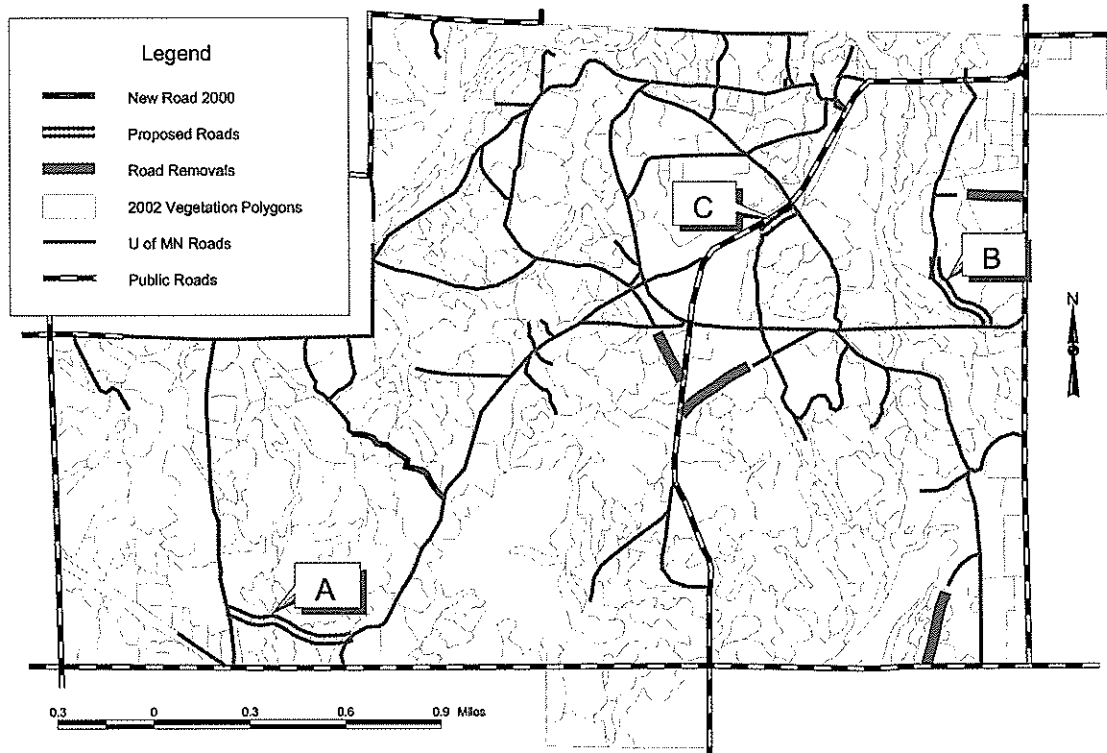 Legend
New Road 2000
Proposed Roads
Road Removals
2002 Vegetation Polygons
U of MN Roads
Public Roads
C
B
N
A
0.3 0 0.3 0.6 0.9 Miles